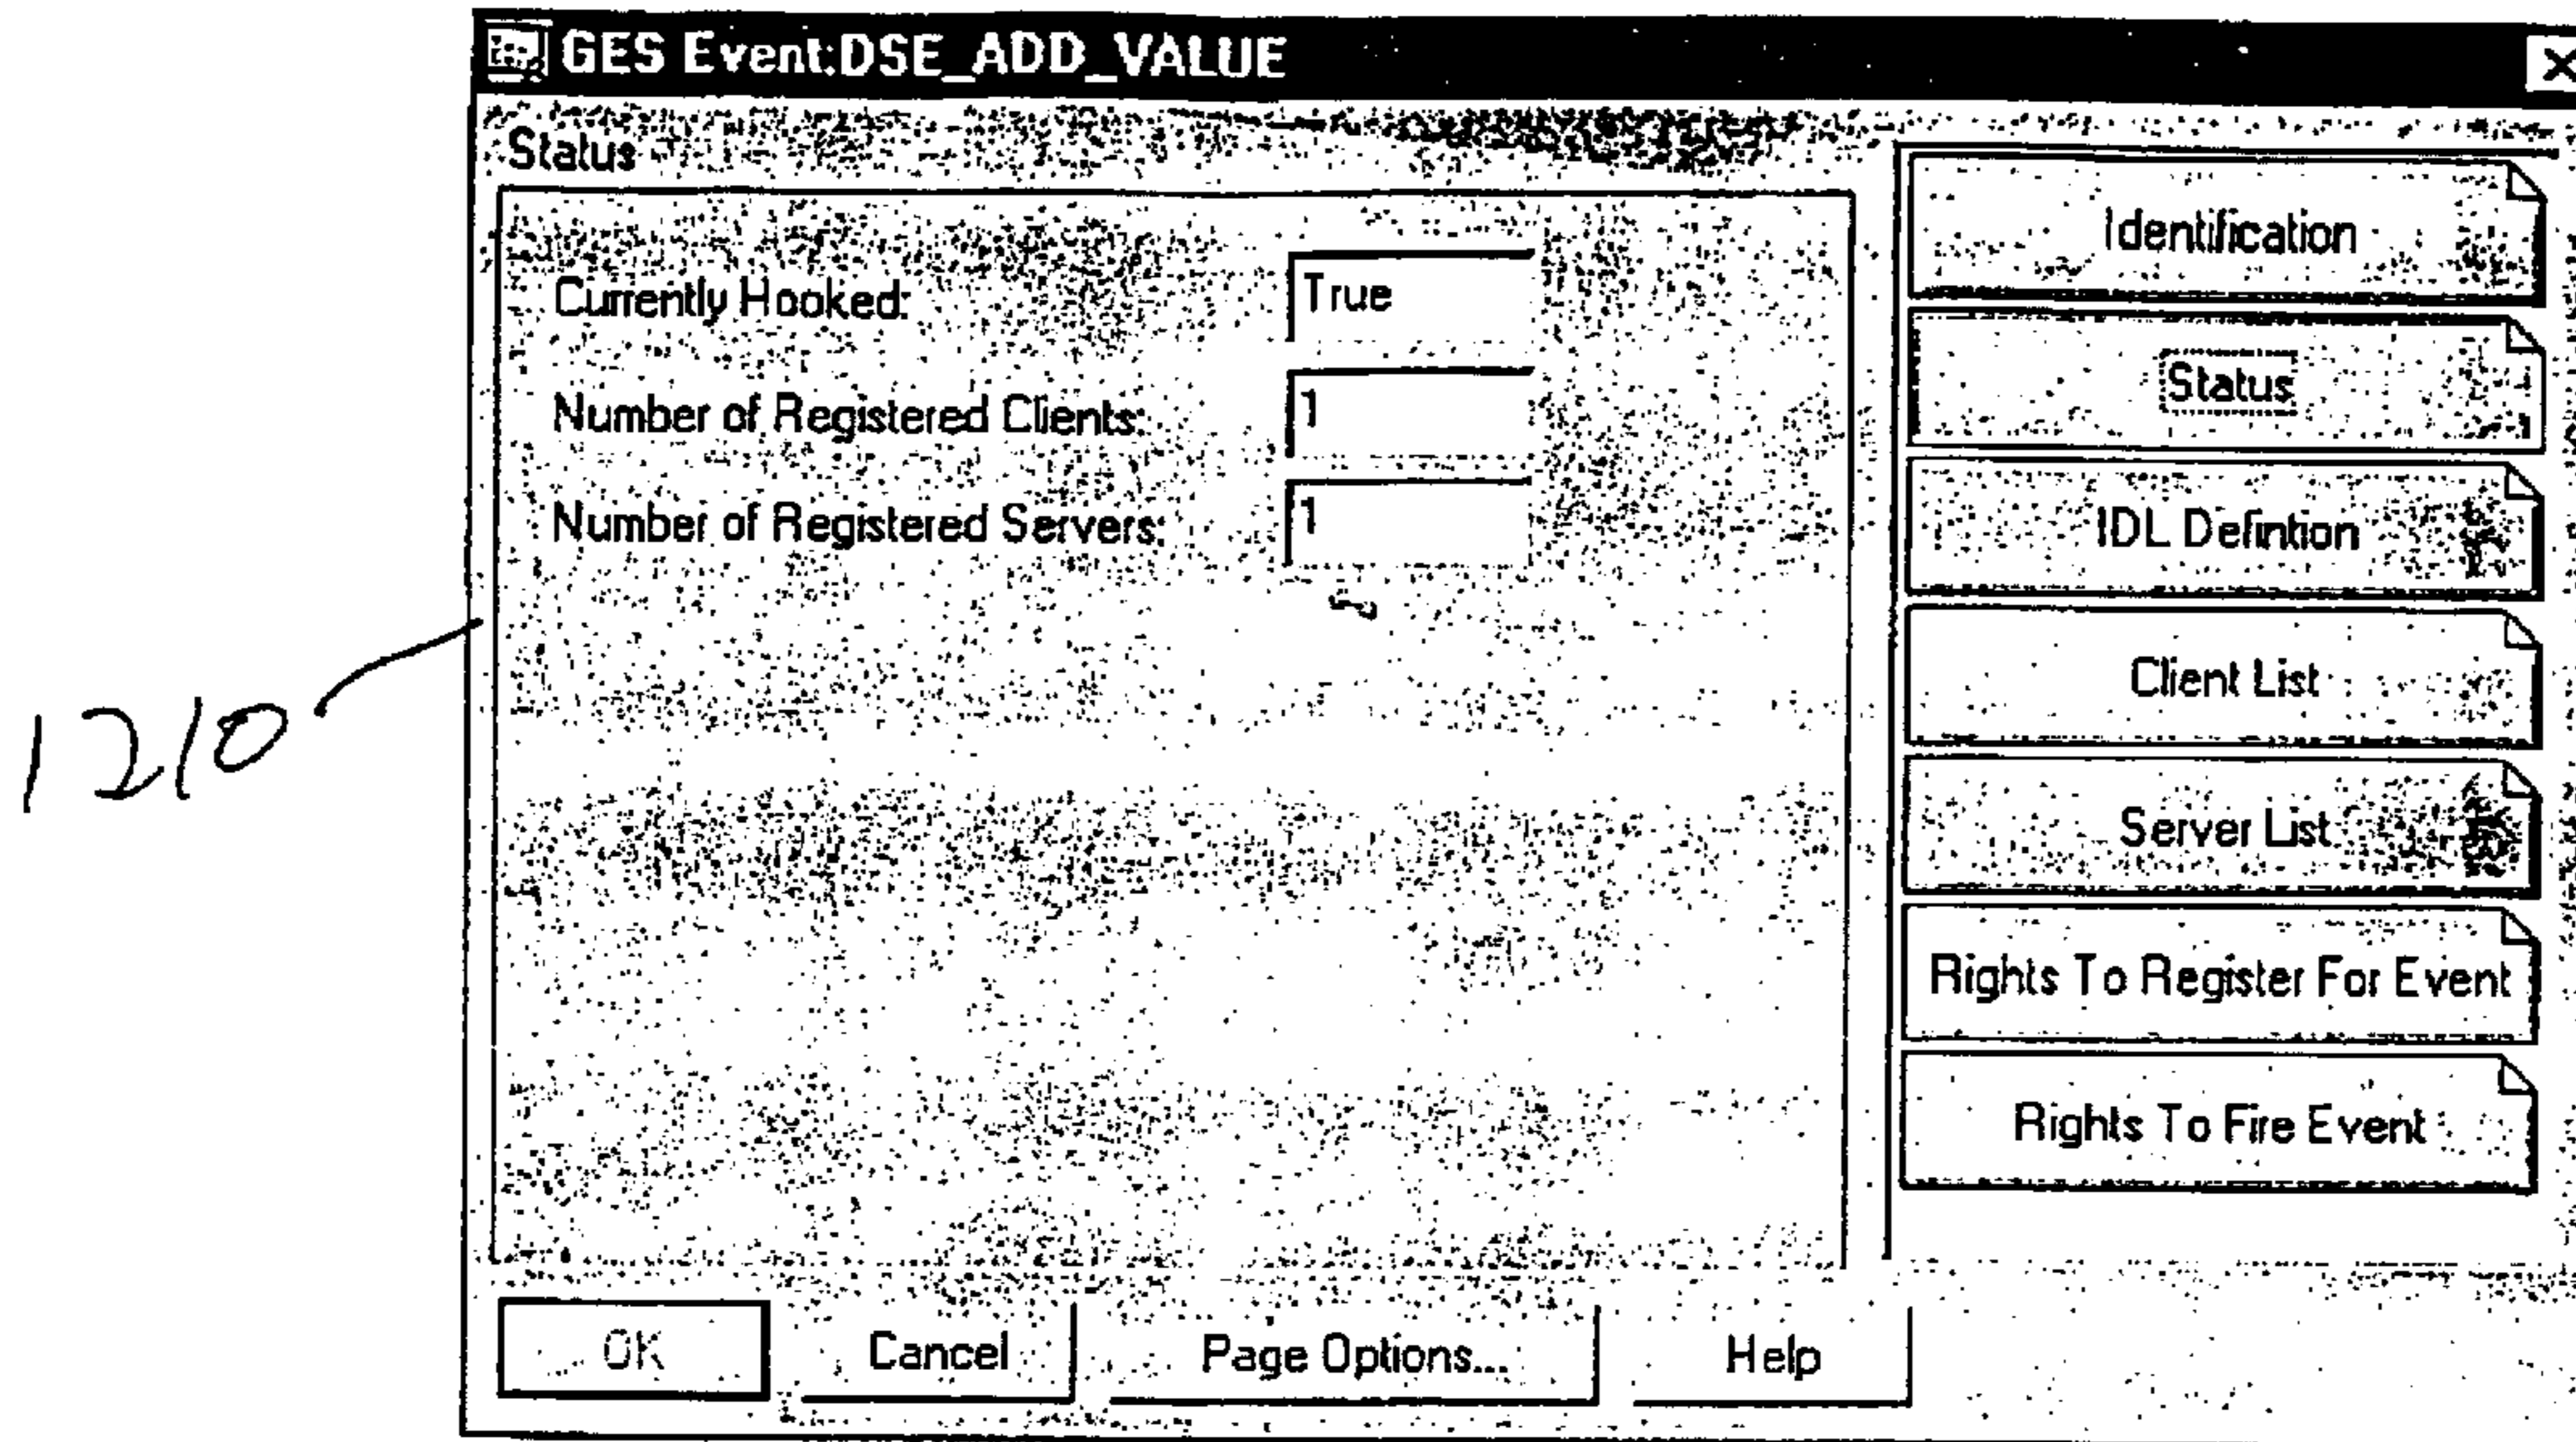 GES Event:DSE_ADD_VALUE
Status
Currently Hooked: True
Number of Registered Clients: 1
Number of Registered Servers: 1
Identification
Status
IDL Defintion
Client List
Server List
Rights To Register For Event
Rights To Fire Event
1210
OK Cancel Page Options... Help